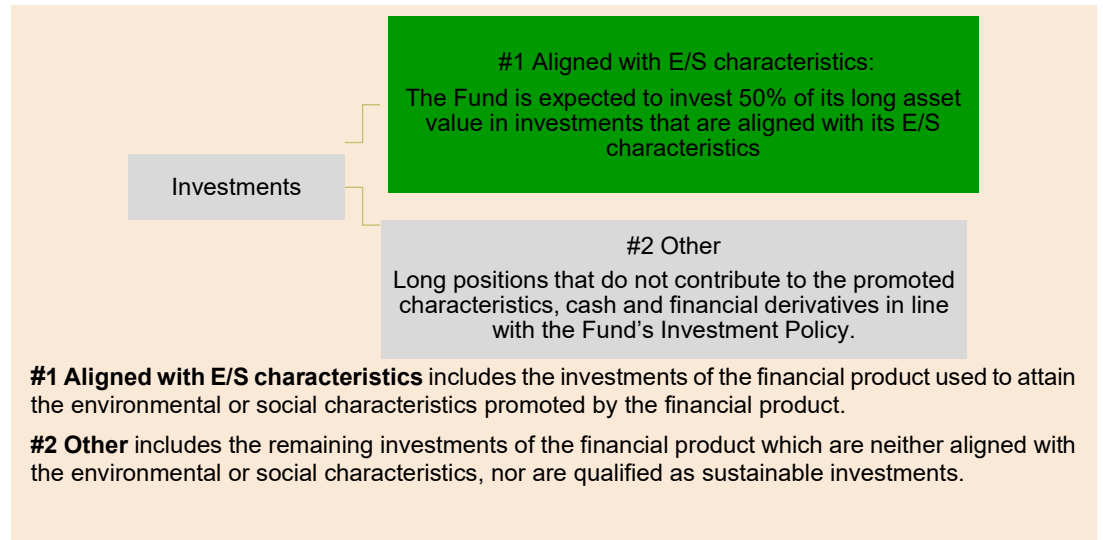 #1 Aligned with E/S characteristics:
The Fund is expected to invest 50% of its long asset
value in investments that are aligned with its E/S
characteristics
Investments
#2 Other
Long positions that do not contribute to the promoted
characteristics, cash and financial derivatives in line
with the Fund’s Investment Policy.
#1 Aligned with E/S characteristics includes the investments of the financial product used to attain
the environmental or social characteristics promoted by the financial product.
#2 Other includes the remaining investments of the financial product which are neither aligned with
the environmental or social characteristics, nor are qualified as sustainable investments.